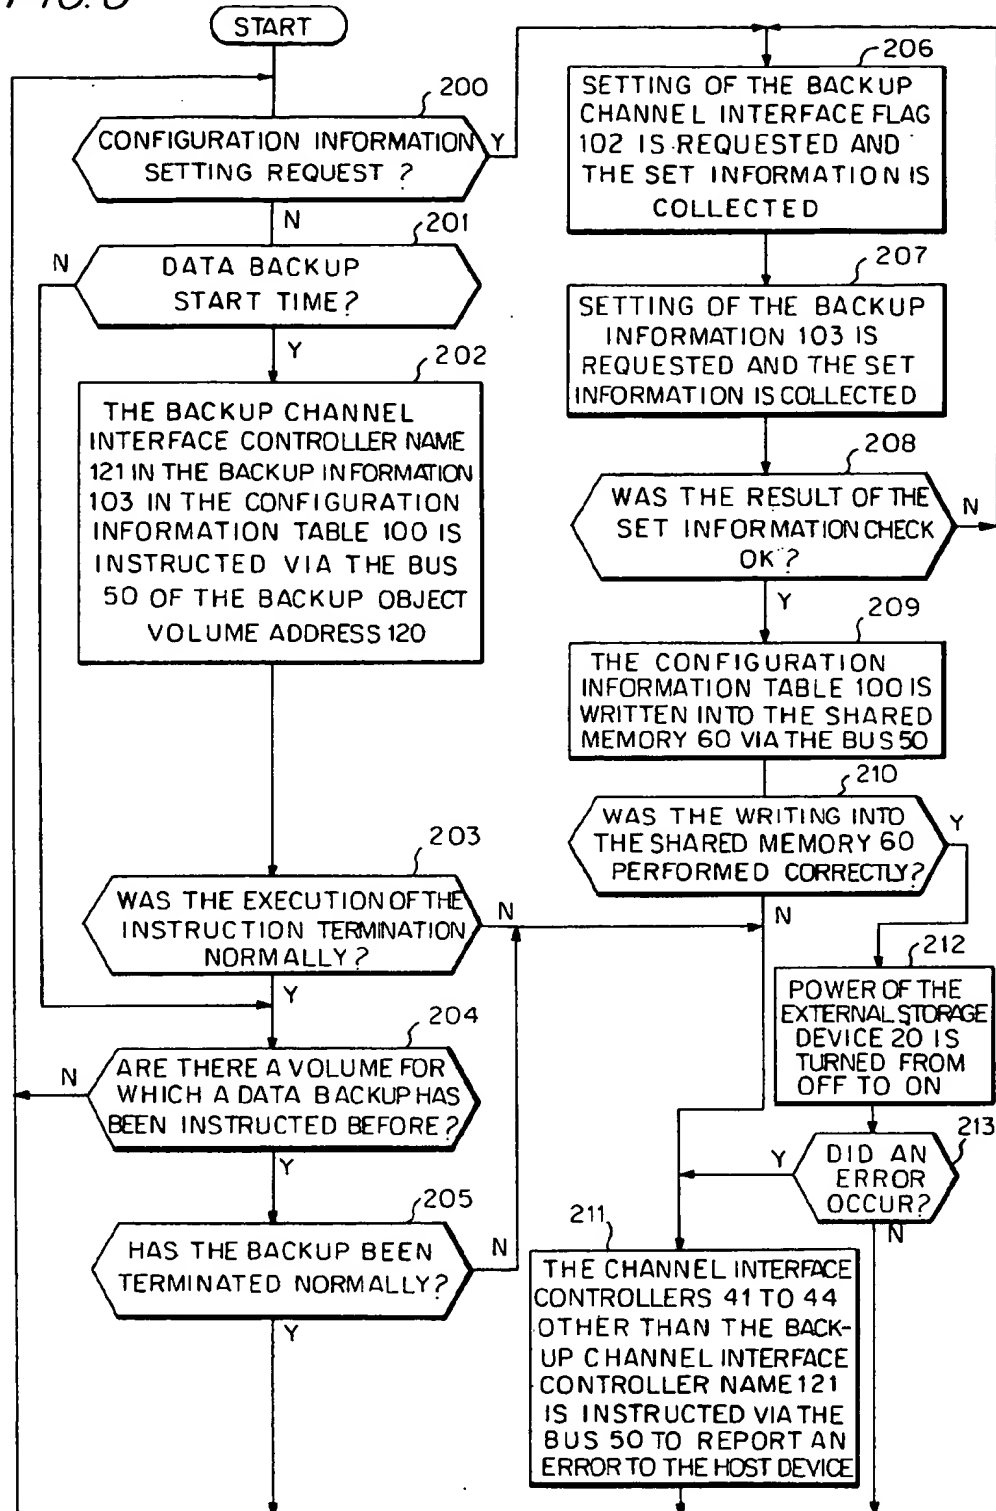 START
200
CONFIGURATION INFORMATION
SETTING REQUEST ?
Y
N
201
N
DATA BACKUP
START TIME?
Y
202
THE BACKUP CHANNEL
INTERFACE CONTROLLER NAME
121 IN THE BACKUP INFORMATION
103 IN THE CONFIGURATION
INFORMATION TABLE 100 IS
INSTRUCTED VIA THE BUS
50 OF THE BACKUP OBJECT
VOLUME ADDRESS 120
203
WAS THE EXECUTION OF THE
INSTRUCTION TERMINATION
NORMALLY?
N
Y
204
N
ARE THERE A VOLUME FOR
WHICH A DATA BACKUP HAS
BEEN INSTRUCTED BEFORE?
Y
205
HAS THE BACKUP BEEN
TERMINATED NORMALLY?
N
Y
206
SETTING OF THE BACKUP
CHANNEL INTERFACE FLAG
102 IS REQUESTED AND
THE SET INFORMATION IS
COLLECTED
207
SETTING OF THE BACKUP
INFORMATION 103 IS
REQUESTED AND THE SET
INFORMATION IS COLLECTED
208
WAS THE RESULT OF THE
SET INFORMATION CHECK
OK ?
N
Y
209
THE CONFIGURATION
INFORMATION TABLE 100 IS
WRITTEN INTO THE SHARED
MEMORY 60 VIA THE BUS 50
210
WAS THE WRITING INTO
THE SHARED MEMORY 60
PERFORMED CORRECTLY?
Y
N
212
POWER OF THE
EXTERNAL STORAGE
DEVICE 20 IS
TURNED FROM
OFF TO ON
213
Y
DID AN
ERROR
OCCUR?
N
211
THE CHANNEL INTERFACE
CONTROLLERS 41 TO 44
OTHER THAN THE BACK-
UP CHANNEL INTERFACE
CONTROLLER NAME 121
IS INSTRUCTED VIA THE
BUS 50 TO REPORT AN
ERROR TO THE HOST DEVICE